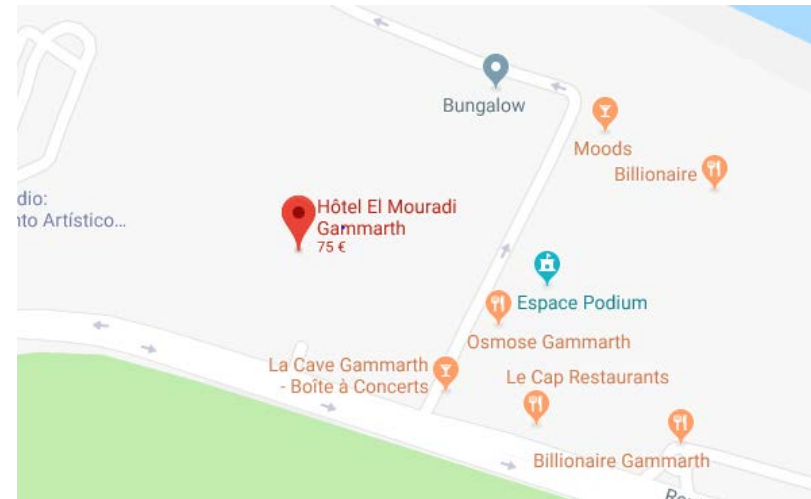 Bungalow
Moods
Billionaire
dio:
nto Artístico...
Hôtel El Mouradi
Gammarth
75 €
Espace Podium
Osmose Gammarth
La Cave Gammarth
- Boîte à Concerts
Le Cap Restaurants
Billionaire Gammarth